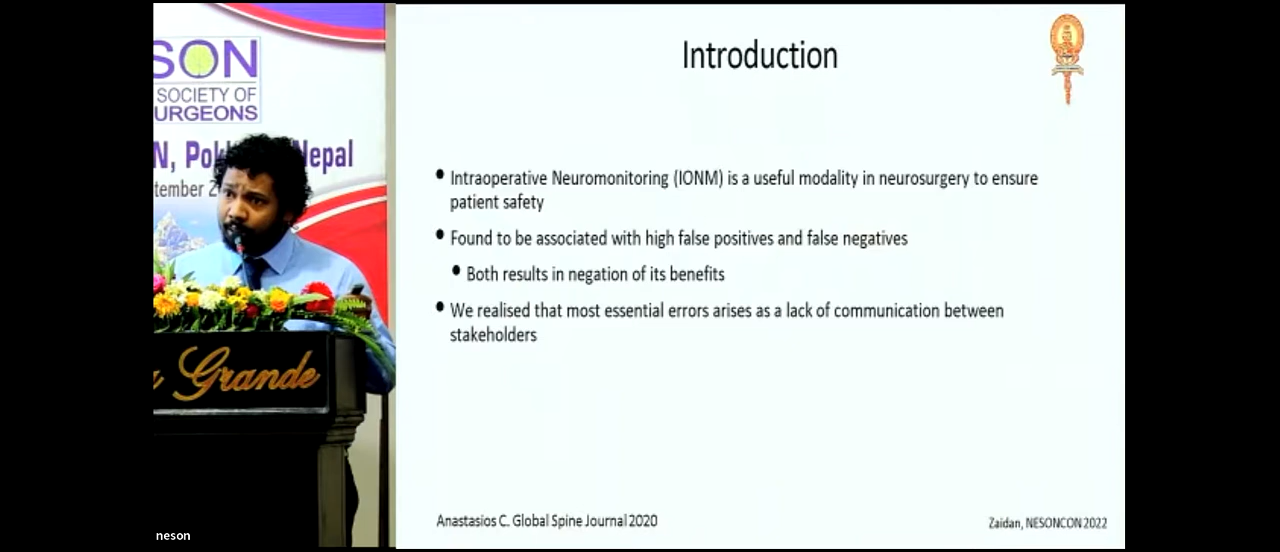 SON
SOCIETY OF
URGEONS
Nepal
Grande
neson
Introduction
• Intraoperative Neuromonitoring (IONM) is a useful modality in neurosurgery to ensure
patient safety
• Found to be associated with high false positives and false negatives
• Both results in negation of its benefits
• We realised that most essential errors arises as a lack of communication between
stakeholders
Anastasios C. Global Spine Journal 2020
Zaidan, NESONCON 2022